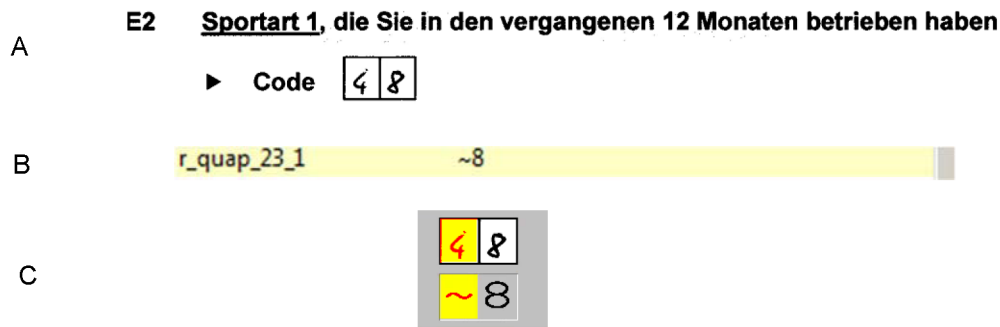 A
E2 Sportart 1, die Sie in den vergangenen 12 Monaten betrieben haben
► Code 4 8
B
r_quap_23_1 ~8
C
4 8
~ 8